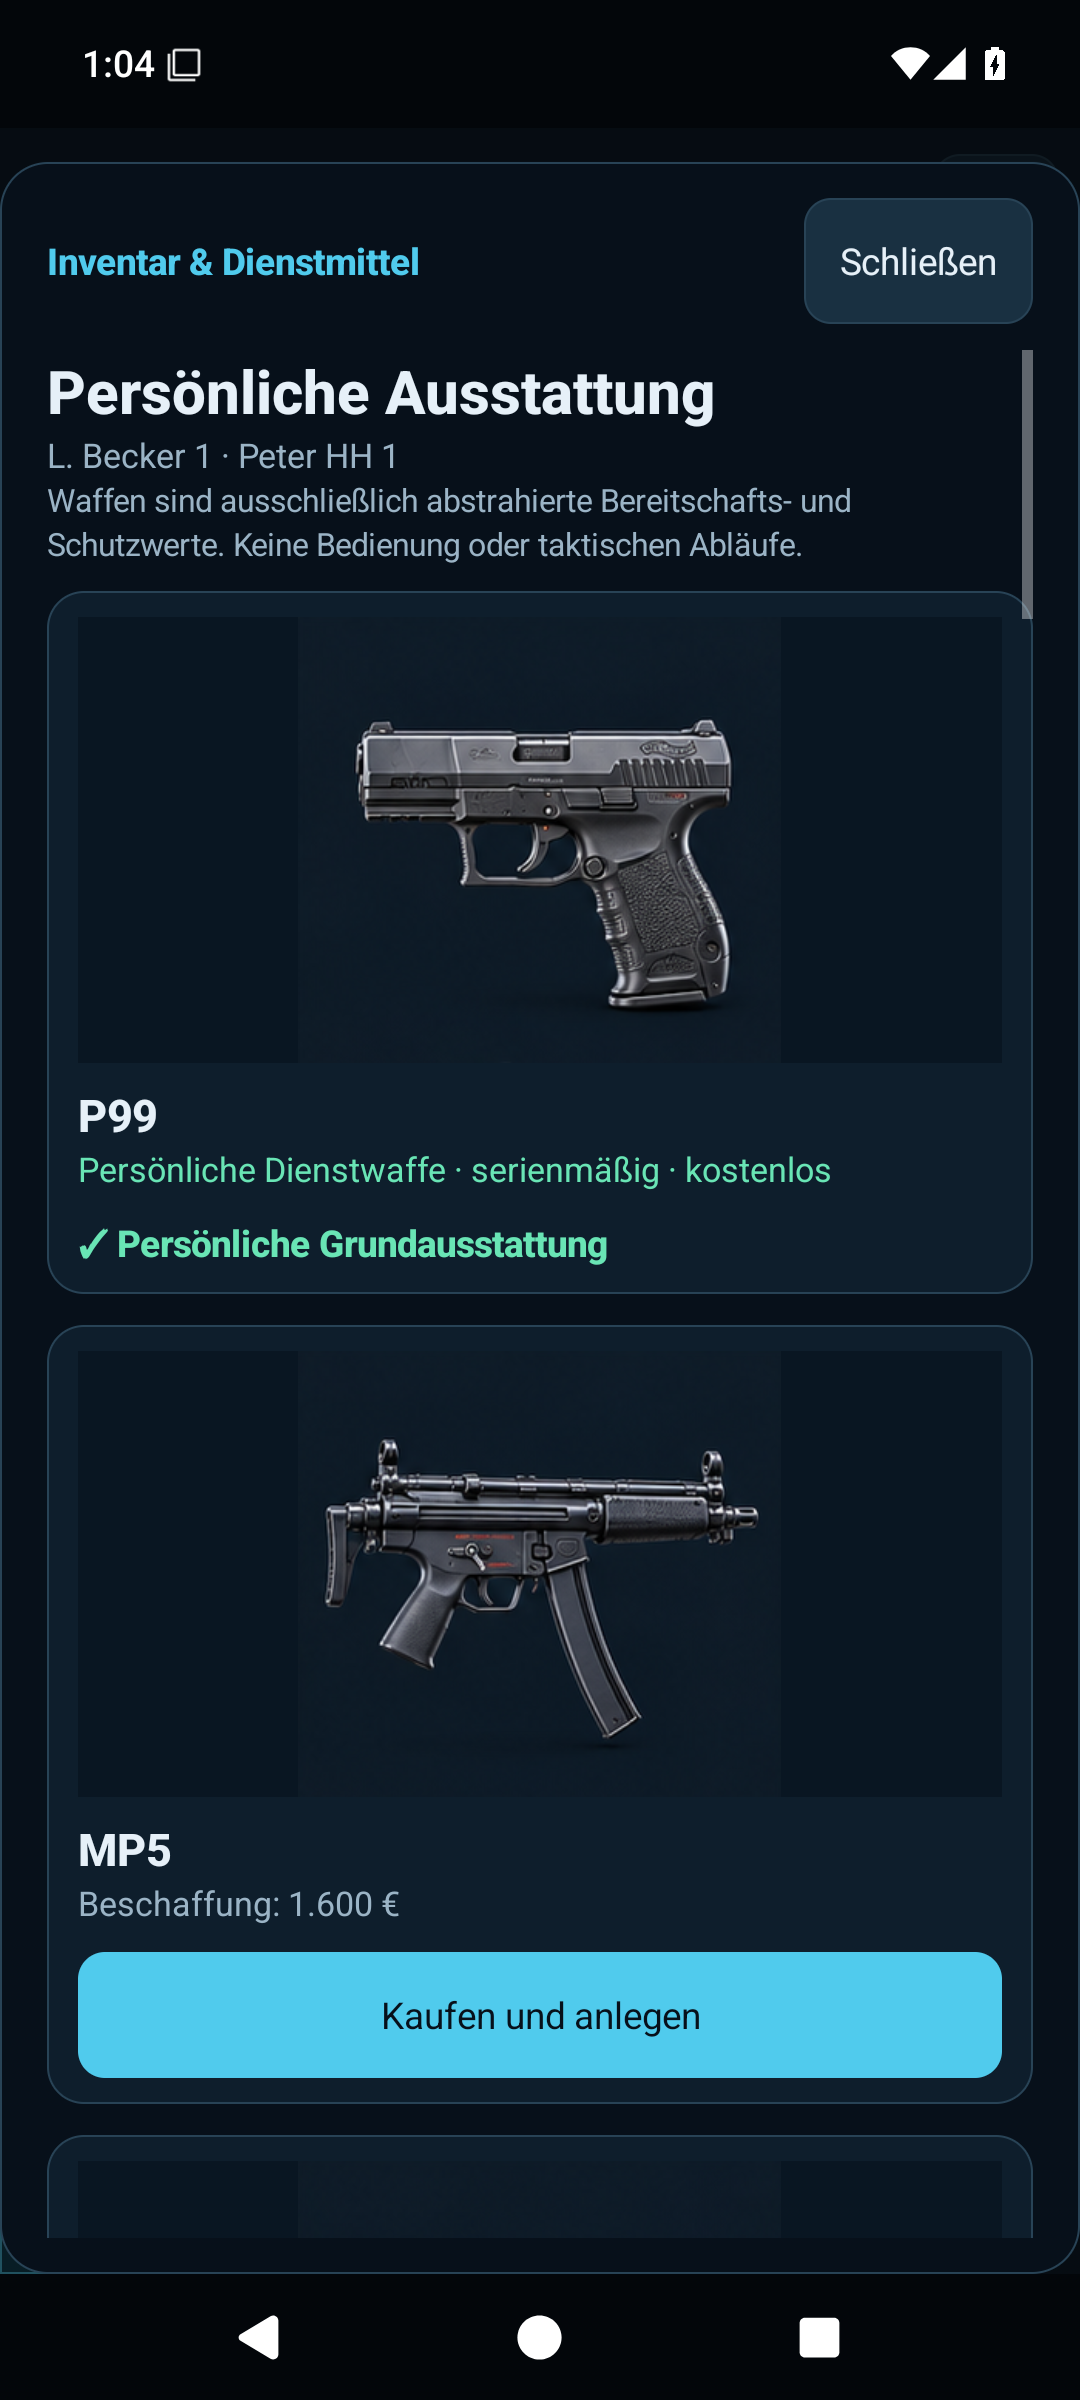 1:04
Inventar & Dienstmittel
Schließen
Persönliche Ausstattung
L. Becker 1 · Peter HH 1
Waffen sind ausschließlich abstrahierte Bereitschafts- und
Schutzwerte. Keine Bedienung oder taktischen Abläufe.
P99
Persönliche Dienstwaffe · serienmäßig · kostenlos
✓ Persönliche Grundausstattung
MP5
Beschaffung: 1.600 €
Kaufen und anlegen